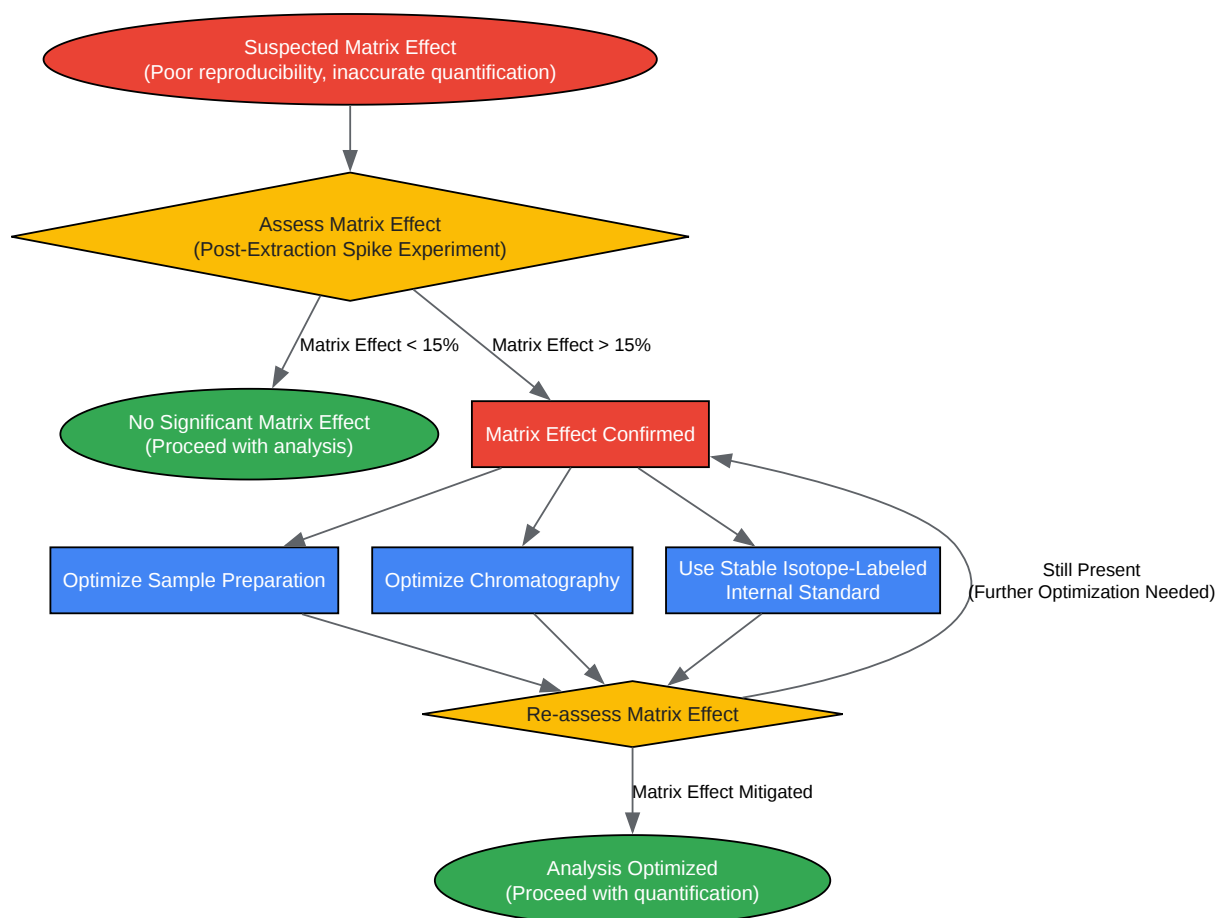 Suspected Matrix Effect
(Poor reproducibility, inaccurate quantification)
Assess Matrix Effect
(Post-Extraction Spike Experiment)
Matrix Effect < 15%
Matrix Effect > 15%
No Significant Matrix Effect
(Proceed with analysis)
Matrix Effect Confirmed
Optimize Sample Preparation
Optimize Chromatography
Use Stable Isotope-Labeled
Internal Standard
Still Present
(Further Optimization Needed)
Re-assess Matrix Effect
Matrix Effect Mitigated
Analysis Optimized
(Proceed with quantification)